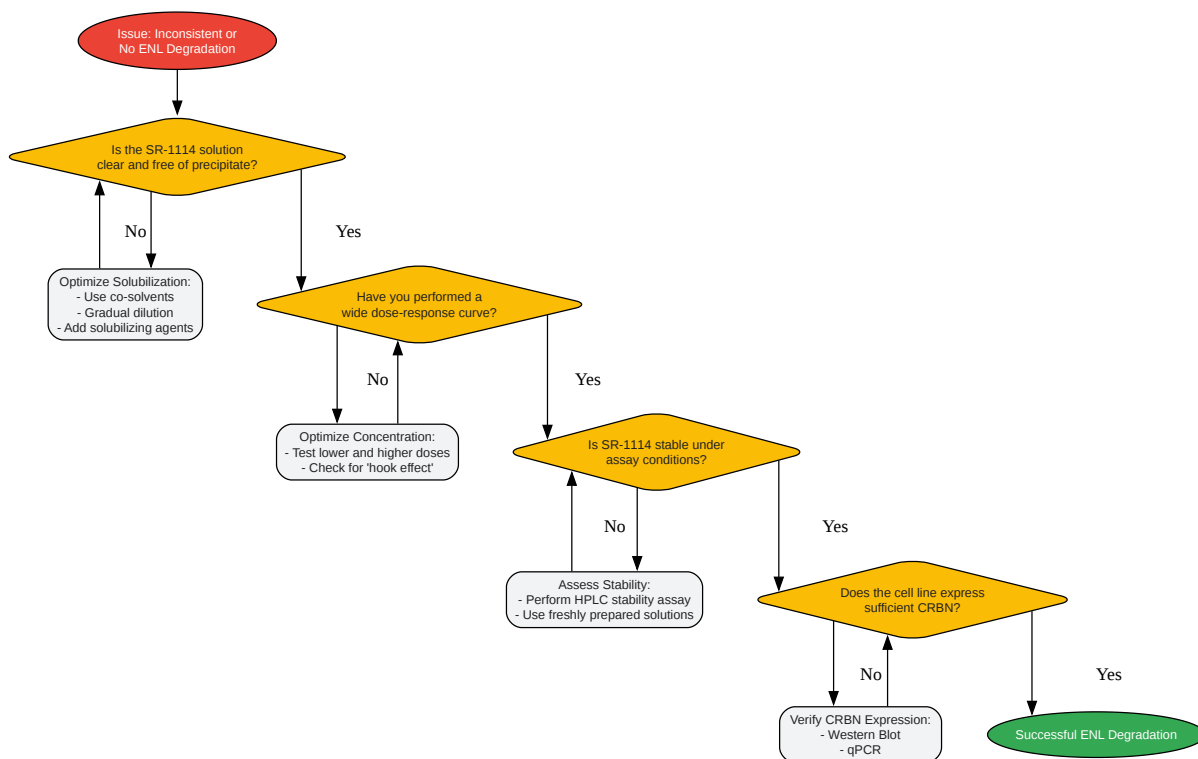 Issue: Inconsistent or
No ENL Degradation
Is the SR-1114 solution
clear and free of precipitate?
No
Yes
Optimize Solubilization:
- Use co-solvents
- Gradual dilution
- Add solubilizing agents
Have you performed a
wide dose-response curve?
No
Yes
Optimize Concentration:
- Test lower and higher doses
- Check for 'hook effect'
Is SR-1114 stable under
assay conditions?
No
Yes
Assess Stability:
- Perform HPLC stability assay
- Use freshly prepared solutions
Does the cell line express
sufficient CRBN?
No
Yes
Verify CRBN Expression:
- Western Blot
- qPCR
Successful ENL Degradation